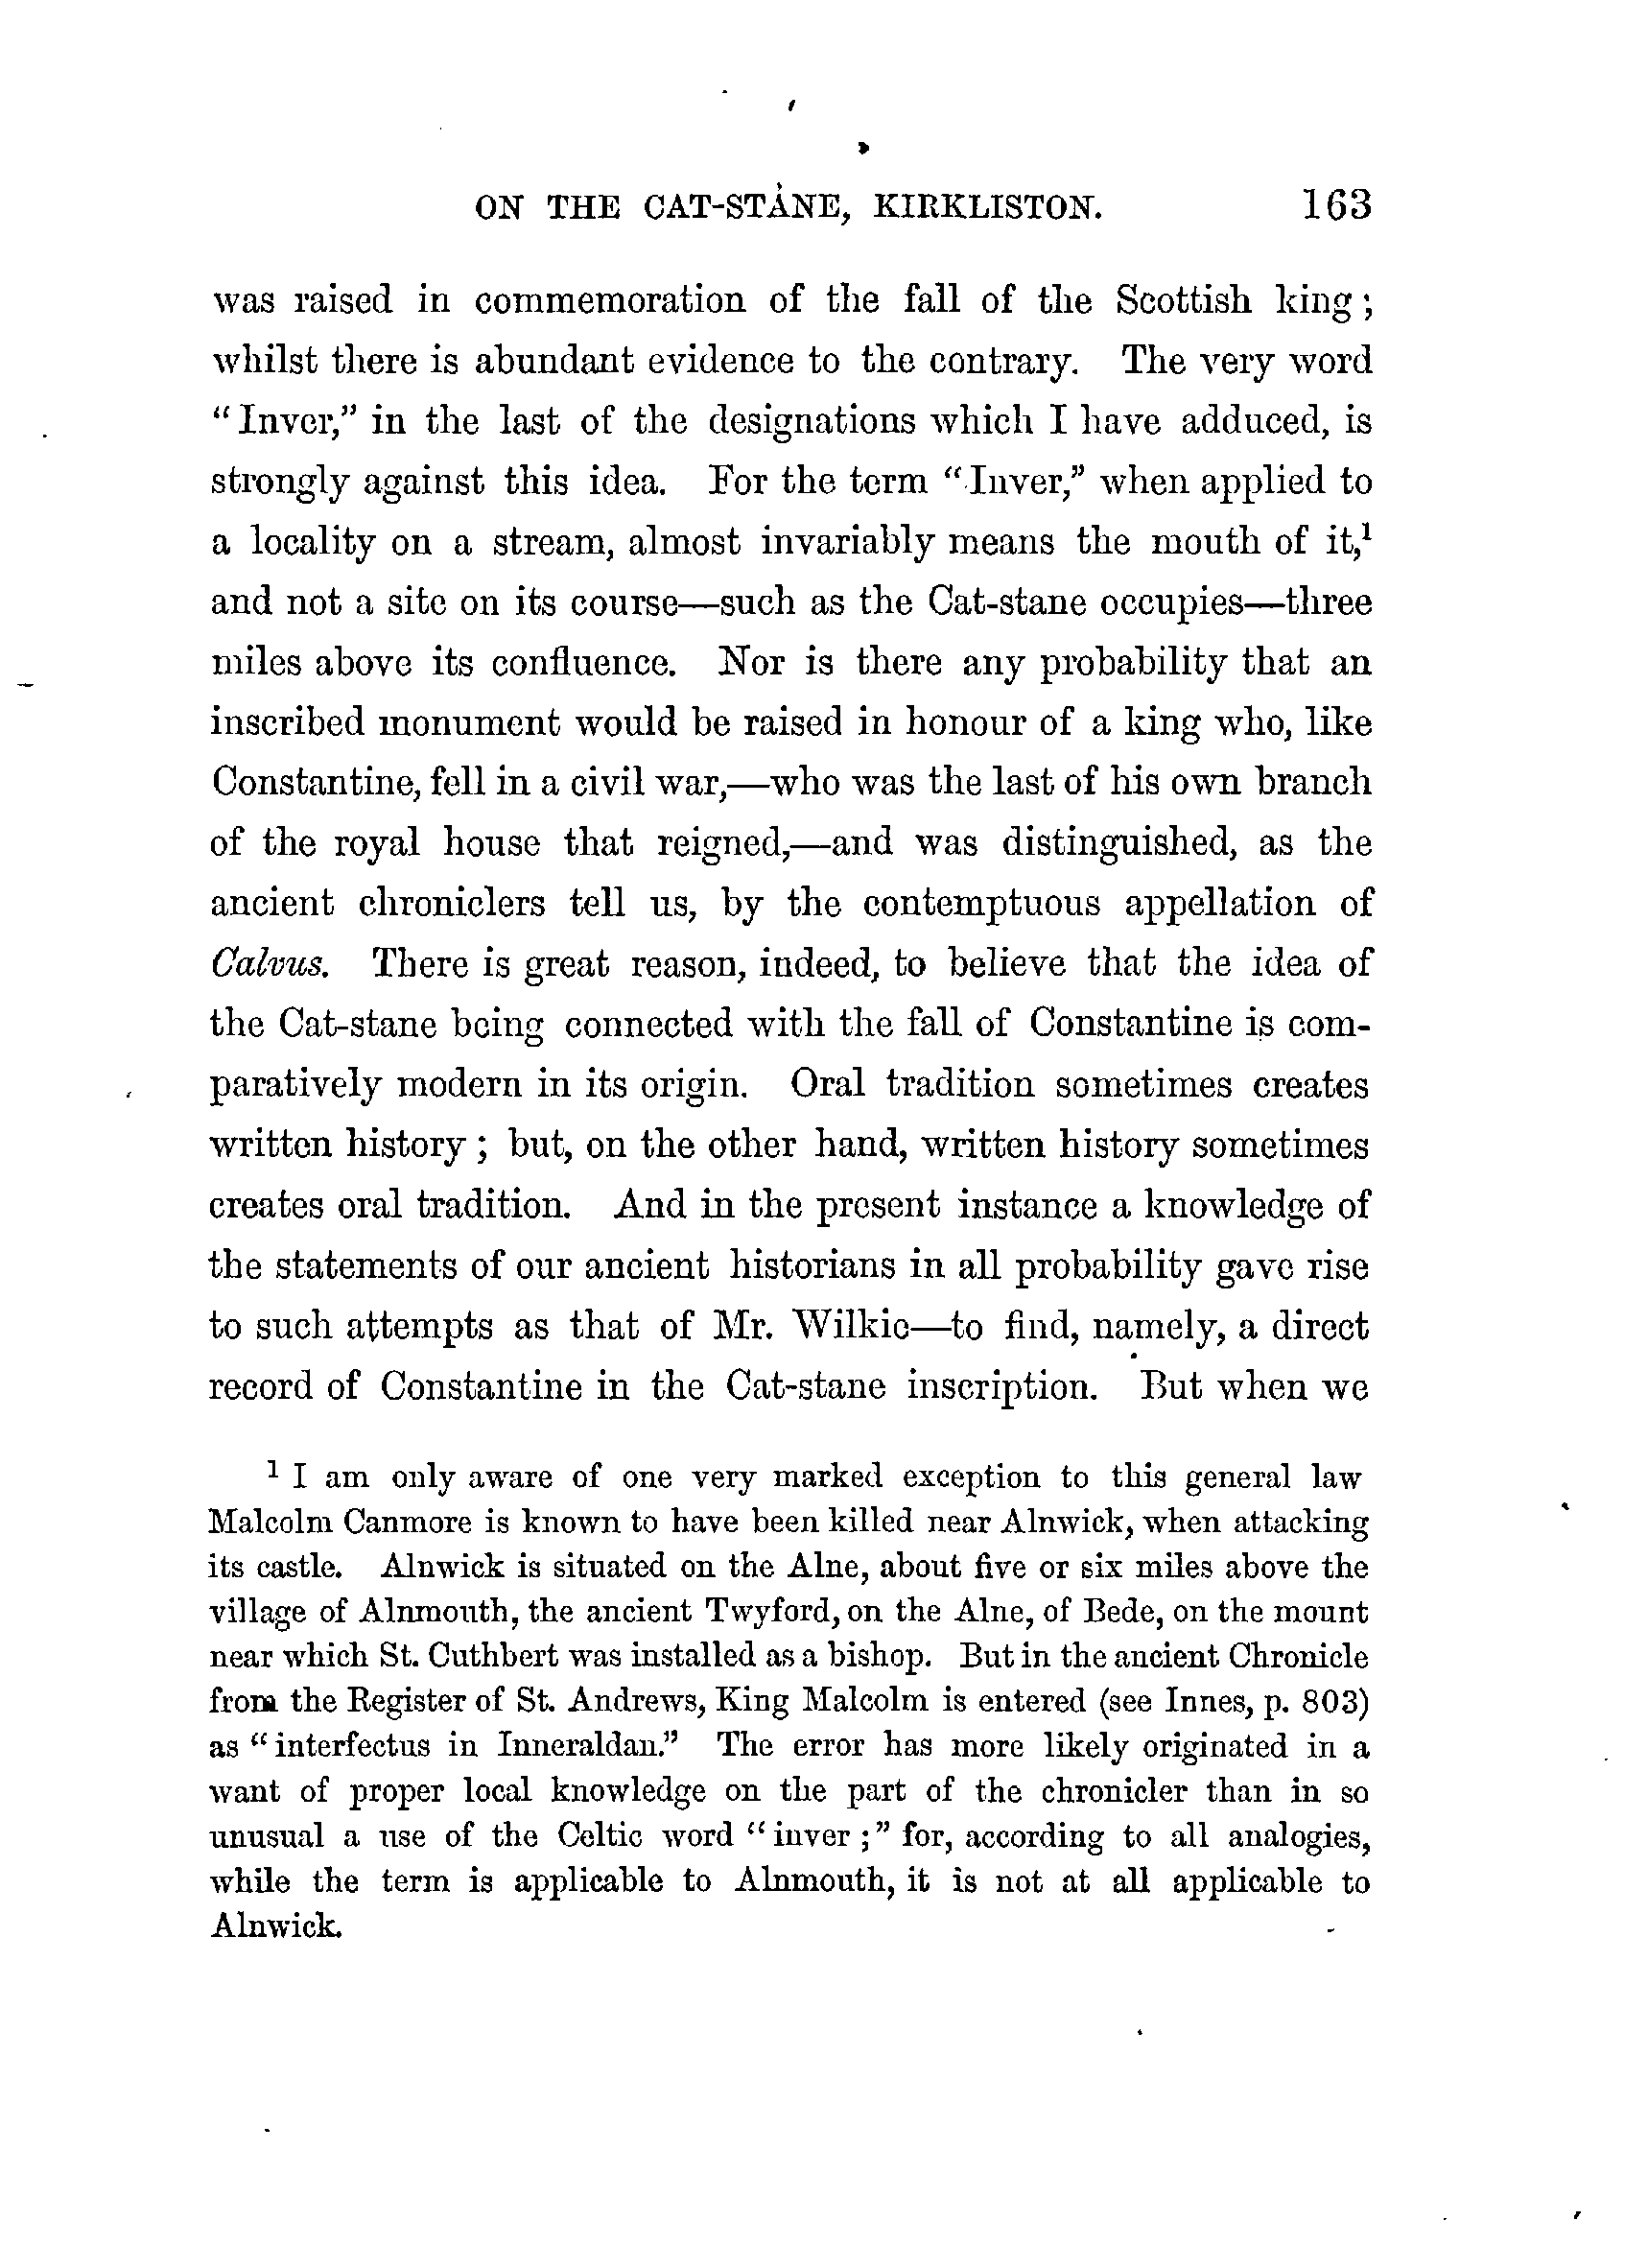 ON THE CAT-STANE, KIRKLISTON. 163
was raised in commemoration of the fall of the Scottish king;
whilst there is abundant evidence to the contrary. The very word
"Inver," in the last of the designations which I have adduced, is
strongly against this idea. For the term "Inver," when applied to
a locality on a stream, almost invariably means the mouth of it,¹
and not a site on its course—such as the Cat-stane occupies—three
miles above its confluence. Nor is there any probability that an
inscribed monument would be raised in honour of a king who, like
Constantine, fell in a civil war,—who was the last of his own branch
of the royal house that reigned,—and was distinguished, as the
ancient chroniclers tell us, by the contemptuous appellation of
Calvus. There is great reason, indeed, to believe that the idea of
the Cat-stane being connected with the fall of Constantine is com-
paratively modern in its origin. Oral tradition sometimes creates
written history; but, on the other hand, written history sometimes
creates oral tradition. And in the present instance a knowledge of
the statements of our ancient historians in all probability gave rise
to such attempts as that of Mr. Wilkie—to find, namely, a direct
record of Constantine in the Cat-stane inscription. But when we
¹ I am only aware of one very marked exception to this general law
Malcolm Canmore is known to have been killed near Alnwick, when attacking
its castle. Alnwick is situated on the Alne, about five or six miles above the
village of Alnmouth, the ancient Twyford, on the Alne, of Bede, on the mount
near which St. Cuthbert was installed as a bishop. But in the ancient Chronicle
from the Register of St. Andrews, King Malcolm is entered (see Innes, p. 803)
as "interfectus in Inneraldan." The error has more likely originated in a
want of proper local knowledge on the part of the chronicler than in so
unusual a use of the Celtic word "inver;" for, according to all analogies,
while the term is applicable to Alnmouth, it is not at all applicable to
Alnwick.